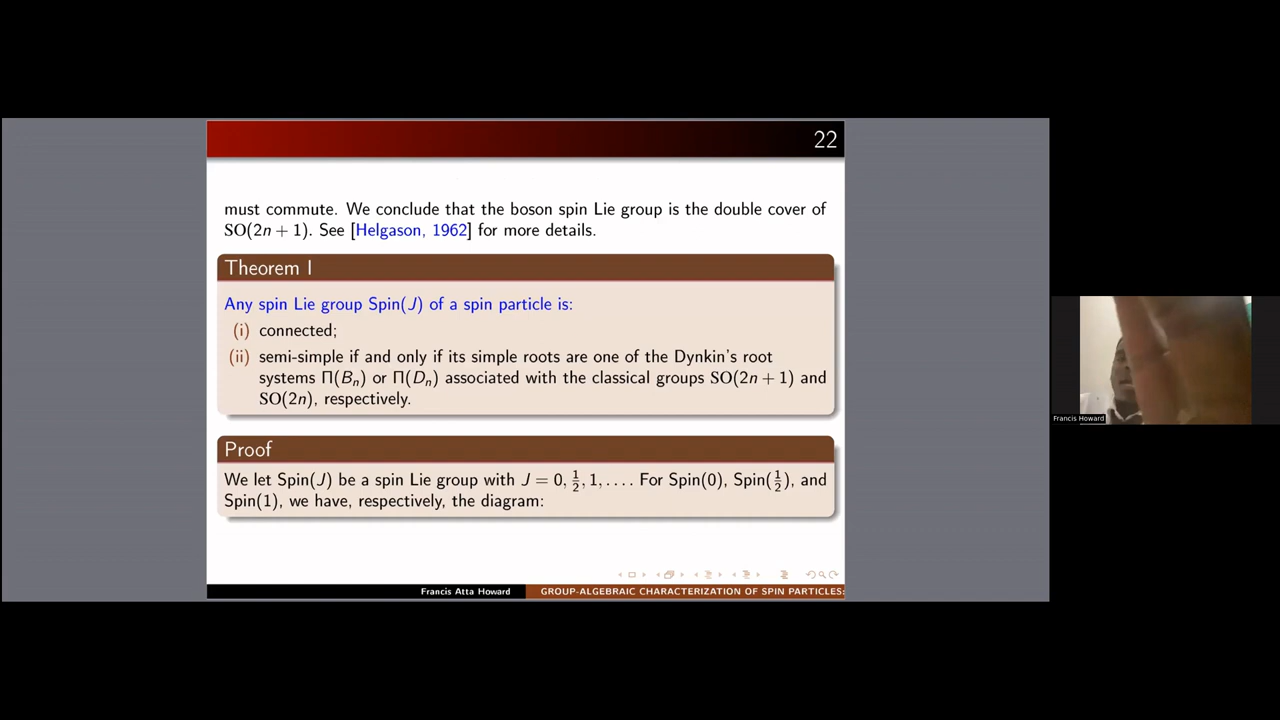 22
must commute. We conclude that the boson spin Lie group is the double cover of
SO(2n + 1). See [Helgason, 1962] for more details.
Theorem I
Any spin Lie group Spin(J) of a spin particle is:
(i) connected;
(ii) semi-simple if and only if its simple roots are one of the Dynkin's root
systems Π(Bₙ) or Π(Dₙ) associated with the classical groups SO(2n + 1) and
SO(2n), respectively.
Proof
We let Spin(J) be a spin Lie group with J = 0, 1/2, 1, . . . . For Spin(0), Spin(1/2), and
Spin(1), we have, respectively, the diagram:
Francis Atta Howard
GROUP-ALGEBRAIC CHARACTERIZATION OF SPIN PARTICLES:
Francis Howard